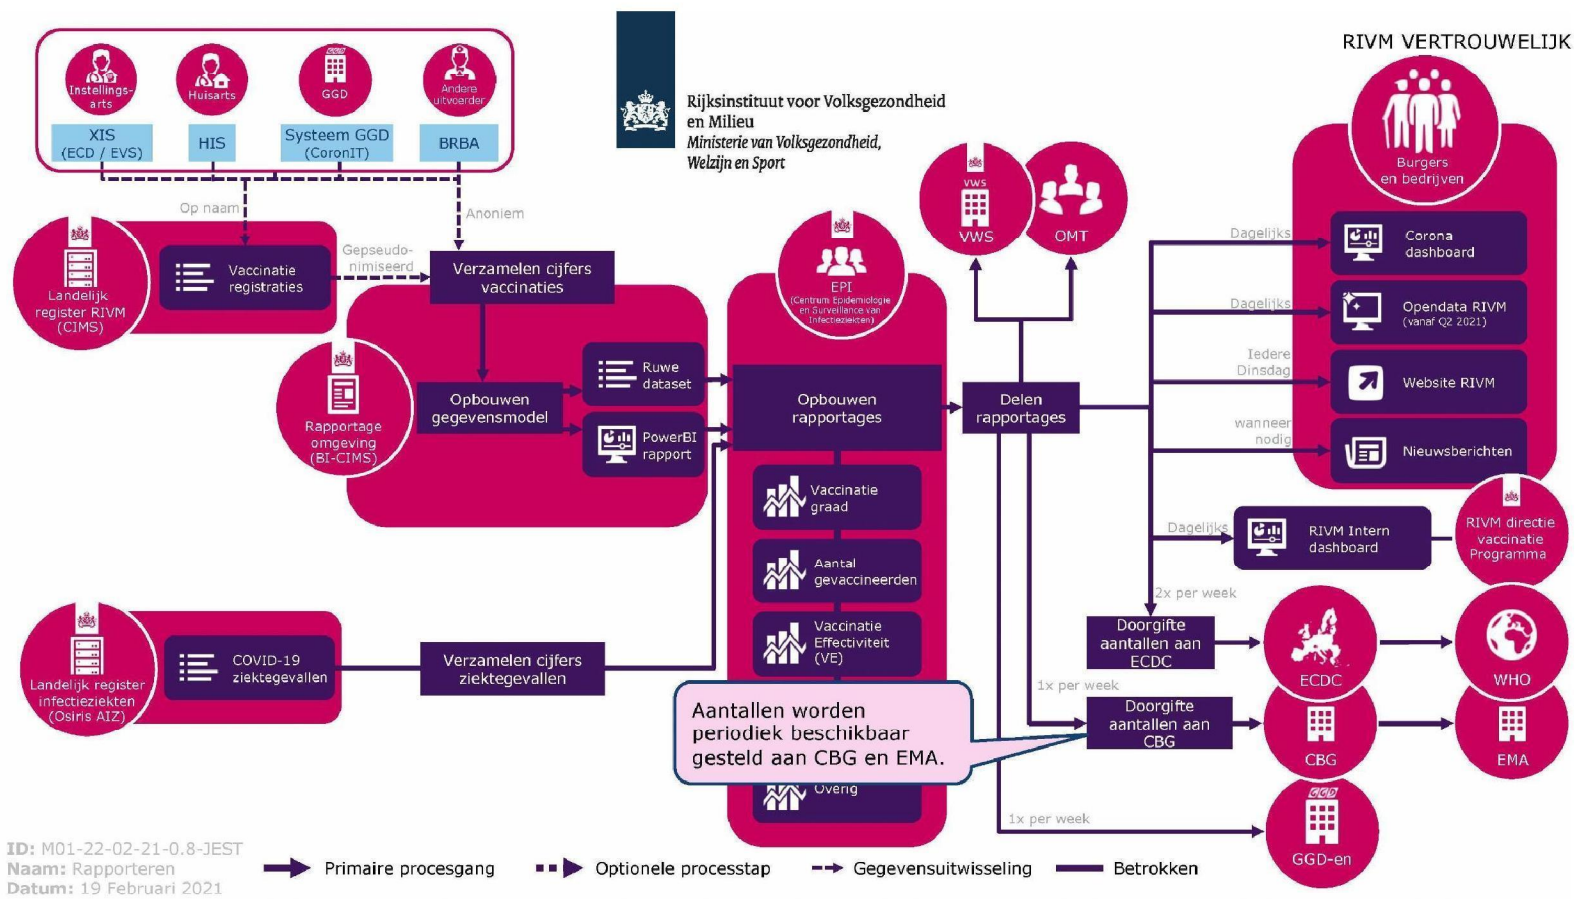 RIVM VERTROUWELIJK
Instellings-
arts
Huisarts
GGD
GGD
Andere
uitvoerder
XIS
(ECD / EVS)
HIS
Systeem GGD
(CoronIT)
BRBA
Rijksinstituut voor Volksgezondheid
en Milieu
Ministerie van Volksgezondheid,
Welzijn en Sport
Op naam
Anoniem
Gepseudo-
nimiseerd
Landelijk
register RIVM
(CIMS)
Vaccinatie
registraties
Verzamelen cijfers
vaccinaties
Rapportage
omgeving
(BI-CIMS)
Opbouwen
gegevensmodel
Ruwe
dataset
PowerBI
rapport
EPI
(Centrum Epidemiologie
en Surveillance van
Infectieziekten)
Opbouwen
rapportages
Vaccinatie
graad
Aantal
gevaccineerden
Vaccinatie
Effectiviteit
(VE)
Overig
Landelijk register
infectieziekten
(Osiris AIZ)
COVID-19
ziektegevallen
Verzamelen cijfers
ziektegevallen
Aantallen worden
periodiek beschikbaar
gesteld aan CBG en EMA.
vws
VWS
OMT
Delen
rapportages
Burgers
en bedrijven
Dagelijks
Corona
dashboard
Dagelijks
Opendata RIVM
(vanaf Q2 2021)
Iedere
Dinsdag
Website RIVM
wanneer
nodig
Nieuwsberichten
Dagelijks
RIVM Intern
dashboard
RIVM directie
vaccinatie
Programma
2x per week
Doorgifte
aantallen aan
ECDC
ECDC
WHO
1x per week
Doorgifte
aantallen aan
CBG
CBG
EMA
1x per week
GGD
GGD-en
ID: M01-22-02-21-0.8-JEST
Naam: Rapporteren
Datum: 19 Februari 2021
Primaire procesgang
Optionele processtap
Gegevensuitwisseling
Betrokken